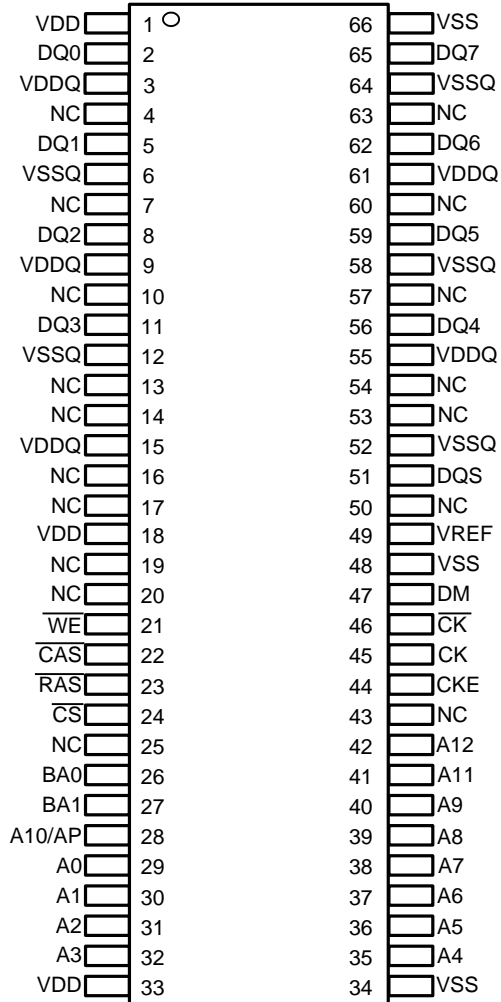 VDD 1 66 VSS
DQ0 2 65 DQ7
VDDQ 3 64 VSSQ
NC 4 63 NC
DQ1 5 62 DQ6
VSSQ 6 61 VDDQ
NC 7 60 NC
DQ2 8 59 DQ5
VDDQ 9 58 VSSQ
NC 10 57 NC
DQ3 11 56 DQ4
VSSQ 12 55 VDDQ
NC 13 54 NC
NC 14 53 NC
VDDQ 15 52 VSSQ
NC 16 51 DQS
NC 17 50 NC
VDD 18 49 VREF
NC 19 48 VSS
NC 20 47 DM
W̅E̅ 21 46 C̅K̅
C̅A̅S̅ 22 45 CK
R̅A̅S̅ 23 44 CKE
C̅S̅ 24 43 NC
NC 25 42 A12
BA0 26 41 A11
BA1 27 40 A9
A10/AP 28 39 A8
A0 29 38 A7
A1 30 37 A6
A2 31 36 A5
A3 32 35 A4
VDD 33 34 VSS